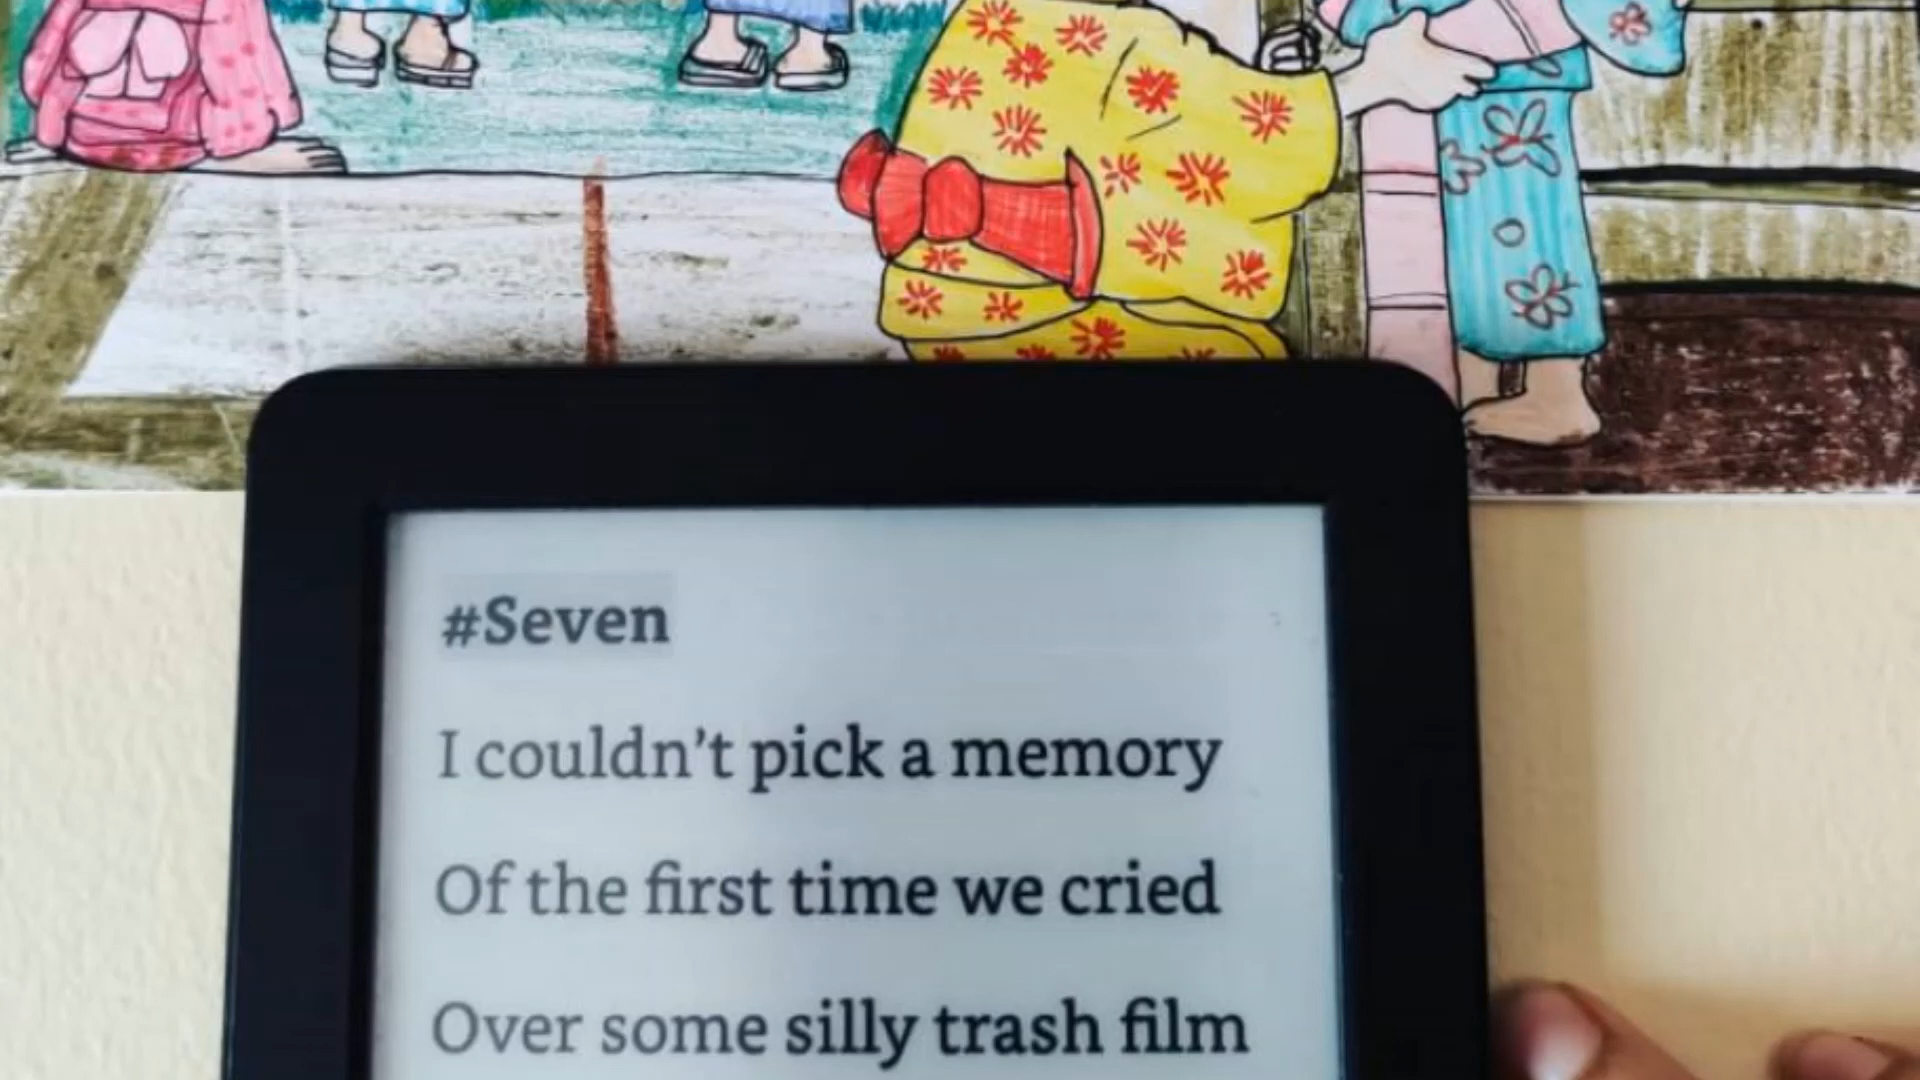 #Seven
I couldn't pick a memory
Of the first time we cried
Over some silly trash film